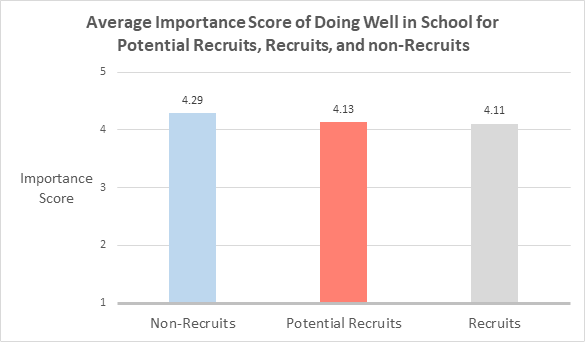 Average Importance Score of Doing Well in School for
Potential Recruits, Recruits, and non-Recruits
5
4
3
2
1
Importance
Score
4.29
4.13
4.11
Non-Recruits
Potential Recruits
Recruits